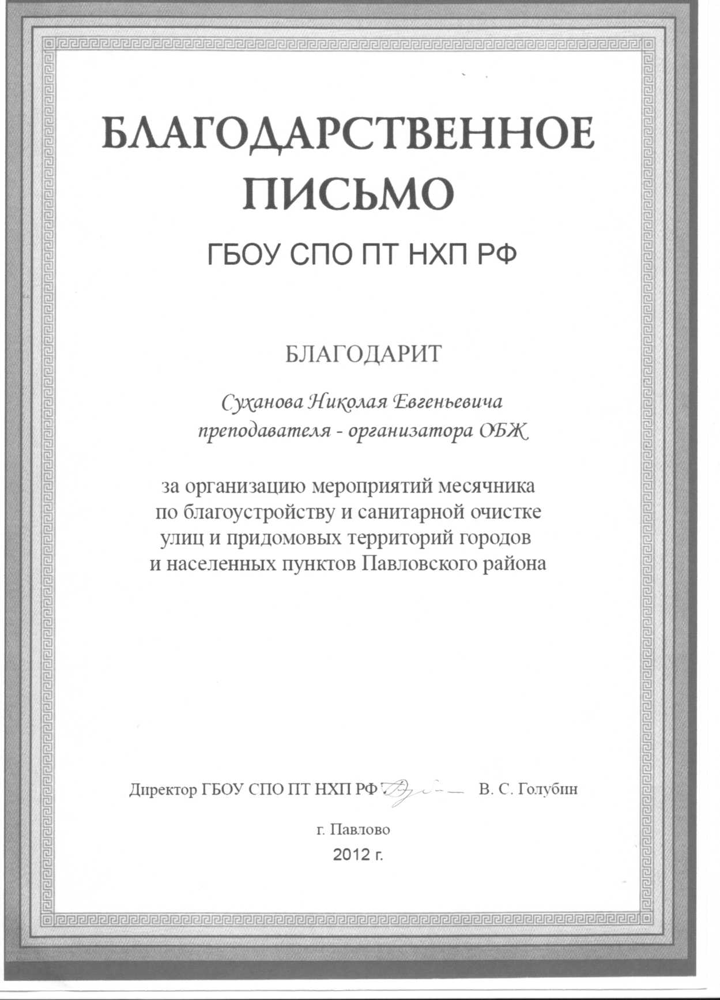 БЛАГОДАРСТВЕННОЕ
ПИСЬМО
ГБОУ СПО ПТ НХП РФ
БЛАГОДАРИТ
Суханова Николая Евгеньевича
преподавателя - организатора ОБЖ
за организацию мероприятий месячника
по благоустройству и санитарной очистке
улиц и придомовых территорий городов
и населенных пунктов Павловского района
Директор ГБОУ СПО ПТ НХП РФ В. С. Голубин
г. Павлово
2012 г.